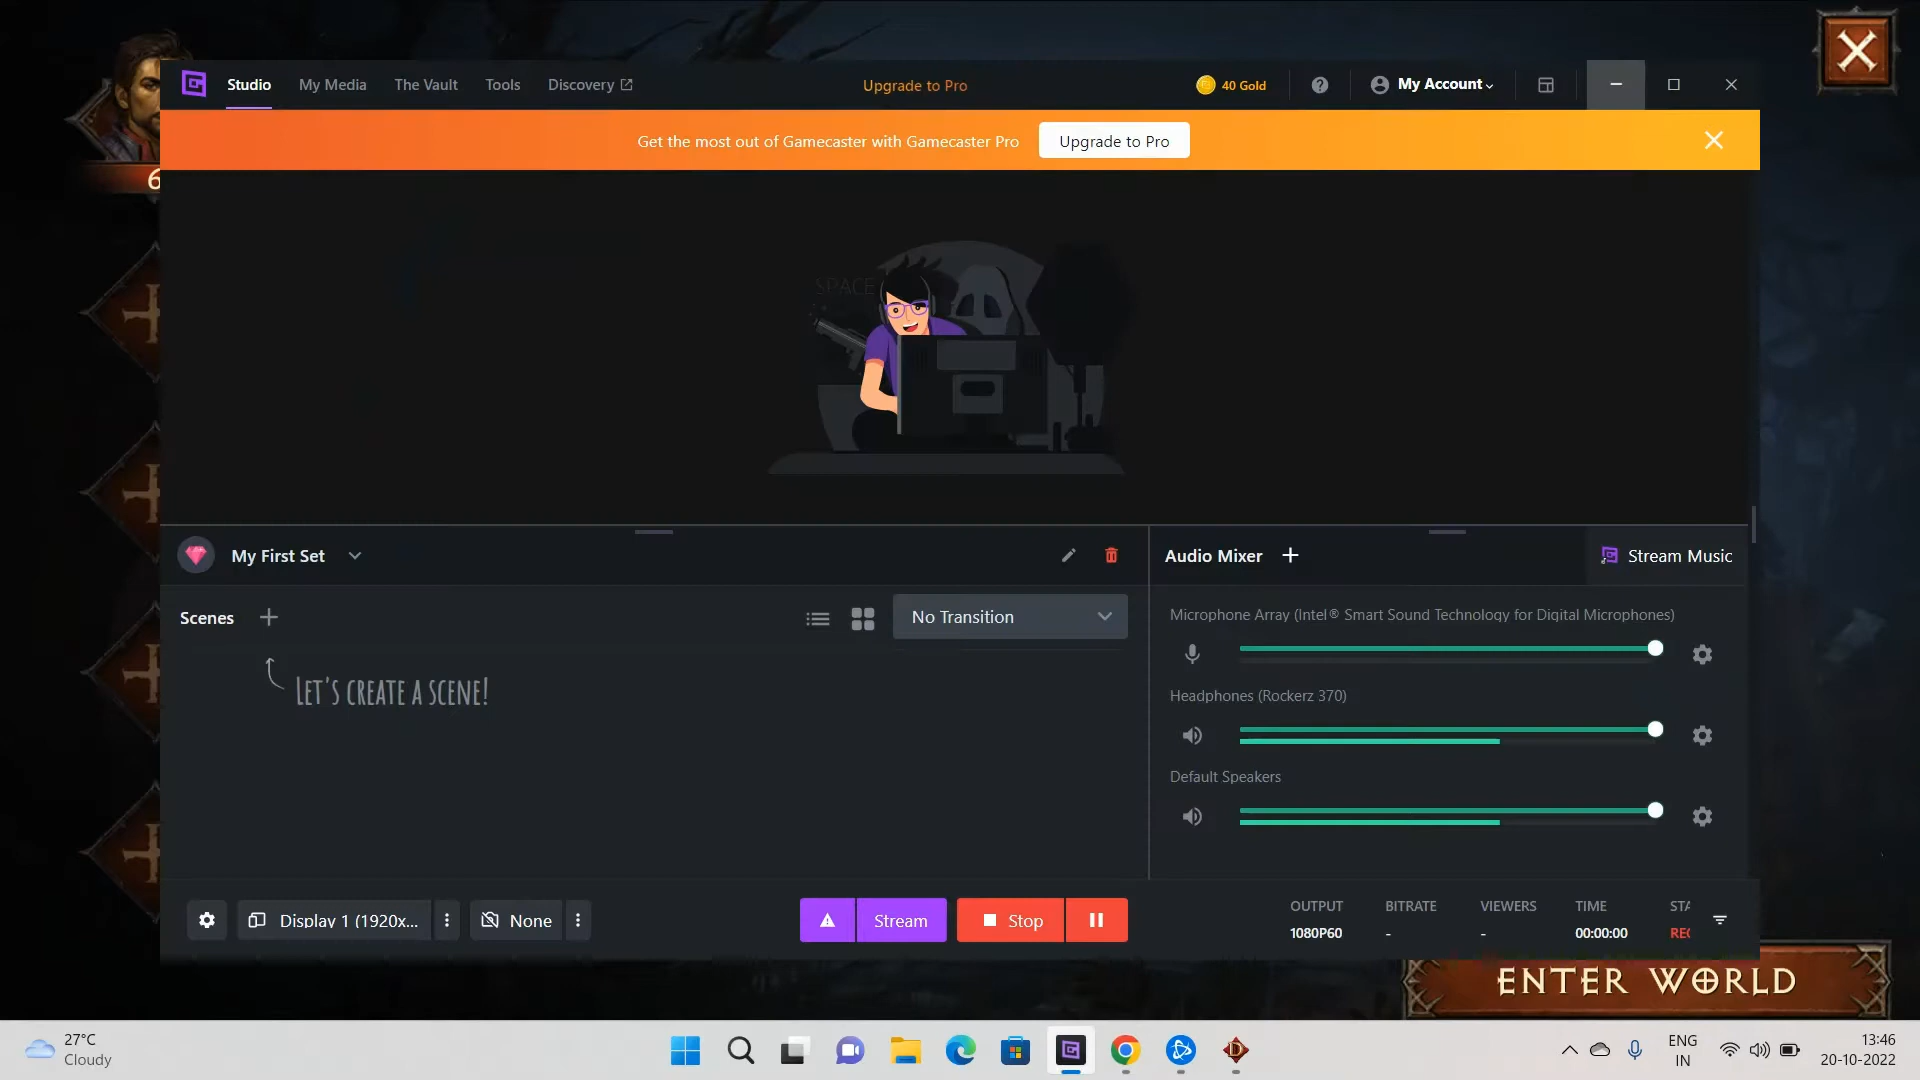 Studio
My Media
The Vault
Tools
Discovery
Upgrade to Pro
40 Gold
My Account
Get the most out of Gamecaster with Gamecaster Pro
Upgrade to Pro
6
SPACE
My First Set
Audio Mixer
Stream Music
Scenes
No Transition
LET'S CREATE A SCENE!
Microphone Array (Intel® Smart Sound Technology for Digital Microphones)
Headphones (Rockerz 370)
Default Speakers
Display 1 (1920x...
None
Stream
Stop
OUTPUT
1080P60
BITRATE
-
VIEWERS
-
TIME
00:00:00
STA
REC
ENTER WORLD
27°C
Cloudy
ENG
IN
13:46
20-10-2022